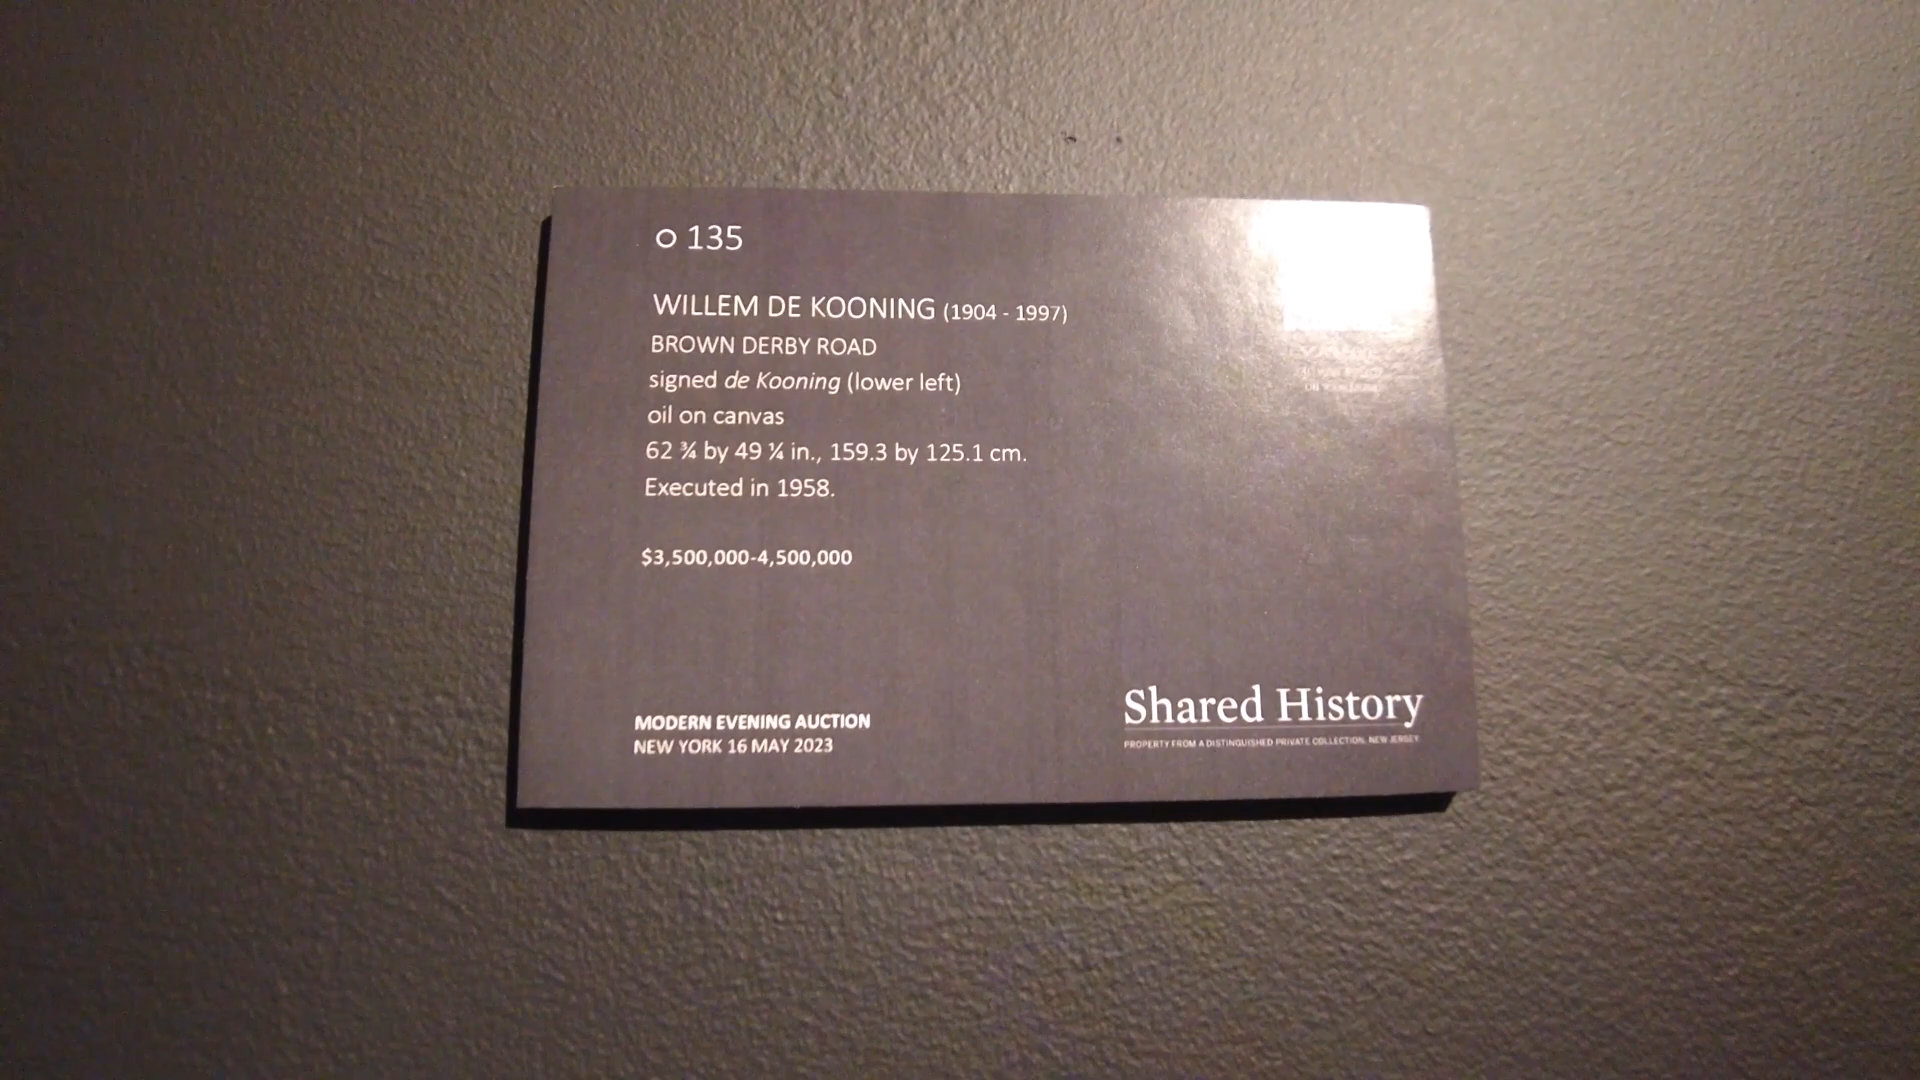 o 135
WILLEM DE KOONING (1904 - 1997)
BROWN DERBY ROAD
signed de Kooning (lower left)
oil on canvas
62 ¾ by 49 ¼ in., 159.3 by 125.1 cm.
Executed in 1958.
$3,500,000-4,500,000
MODERN EVENING AUCTION
NEW YORK 16 MAY 2023
Shared History
PROPERTY FROM A DISTINGUISHED PRIVATE COLLECTION, NEW JERSEY